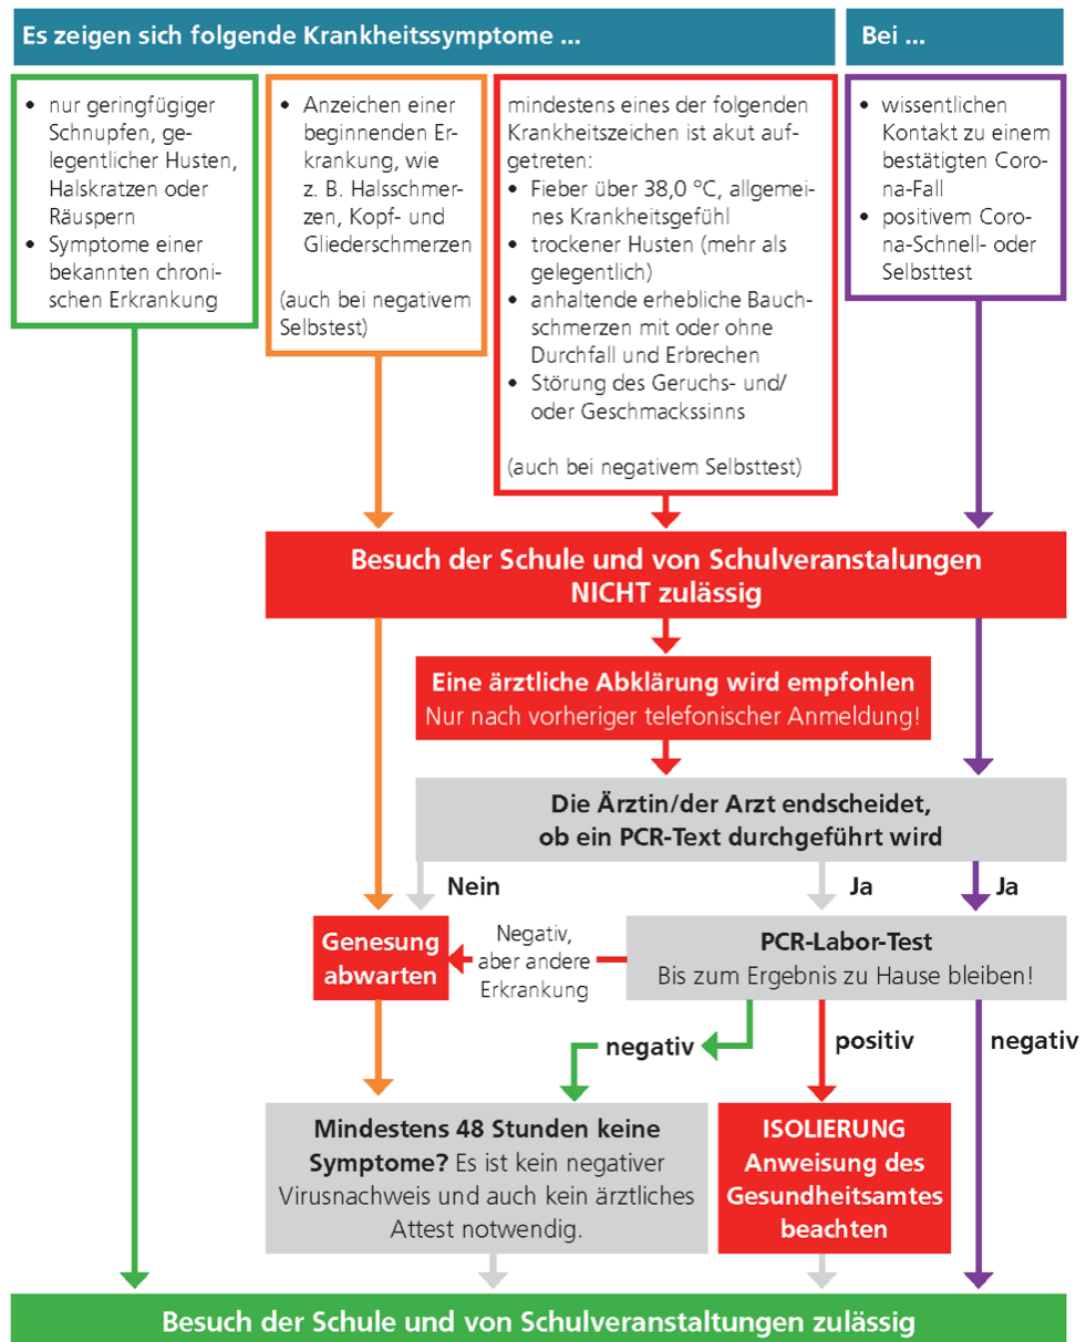 Es zeigen sich folgende Krankheitssymptome ...
Bei ...
• nur geringfügiger
Schnupfen, ge-
legentlicher Husten,
Halskratzen oder
Räuspern
• Symptome einer
bekannten chroni-
schen Erkrankung
• Anzeichen einer
beginnenden Er-
krankung, wie
z. B. Halsschmer-
zen, Kopf- und
Gliederschmerzen
(auch bei negativem
Selbstest)
mindestens eines der folgenden
Krankheitszeichen ist akut auf-
getreten:
• Fieber über 38,0 °C, allgemei-
nes Krankheitsgefühl
• trockener Husten (mehr als
gelegentlich)
• anhaltende erhebliche Bauch-
schmerzen mit oder ohne
Durchfall und Erbrechen
• Störung des Geruchs- und/
oder Geschmackssinns
(auch bei negativem Selbsttest)
• wissentlichen
Kontakt zu einem
bestätigten Coro-
na-Fall
• positivem Coro-
na-Schnell- oder
Selbsttest
Besuch der Schule und von Schulveranstalungen
NICHT zulässig
Eine ärztliche Abklärung wird empfohlen
Nur nach vorheriger telefonischer Anmeldung!
Die Ärztin/der Arzt endscheidet,
ob ein PCR-Text durchgeführt wird
Nein
Ja
Ja
Genesung
abwarten
Negativ,
aber andere
Erkrankung
PCR-Labor-Test
Bis zum Ergebnis zu Hause bleiben!
negativ
positiv
negativ
Mindestens 48 Stunden keine
Symptome? Es ist kein negativer
Virusnachweis und auch kein ärztliches
Attest notwendig.
ISOLIERUNG
Anweisung des
Gesundheitsamtes
beachten
Besuch der Schule und von Schulveranstaltungen zulässig